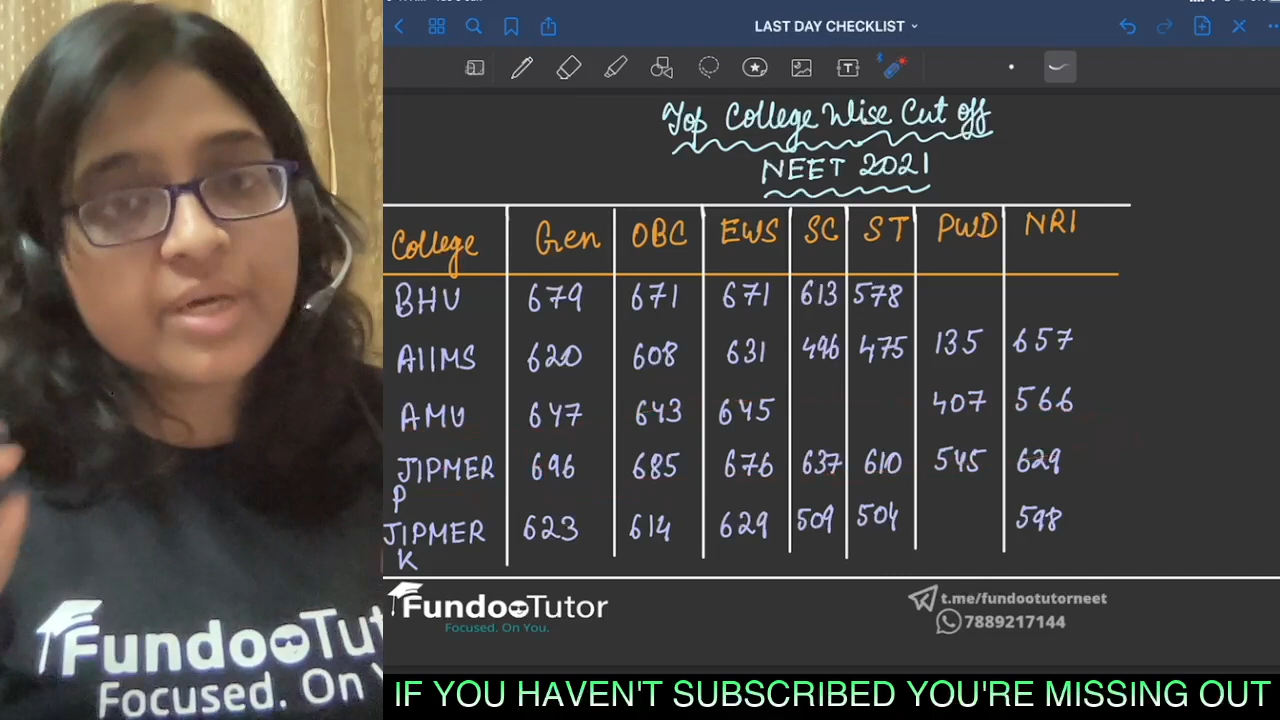 LAST DAY CHECKLIST
Top College Wise Cut off
NEET 2021
College Gen OBC EWS SC ST PWD NRI
BHU 679 671 671 613 578
AIIMS 620 608 631 496 475 135 657
AMU 647 643 645 407 566
JIPMER P 696 685 676 637 610 545 629
JIPMER K 623 614 629 509 504 598
FundooTutor
Focused. On You.
t.me/fundootutorneet
7889217144
FundooTut
Focused. On Y
IF YOU HAVEN'T SUBSCRIBED YOU'RE MISSING OUT